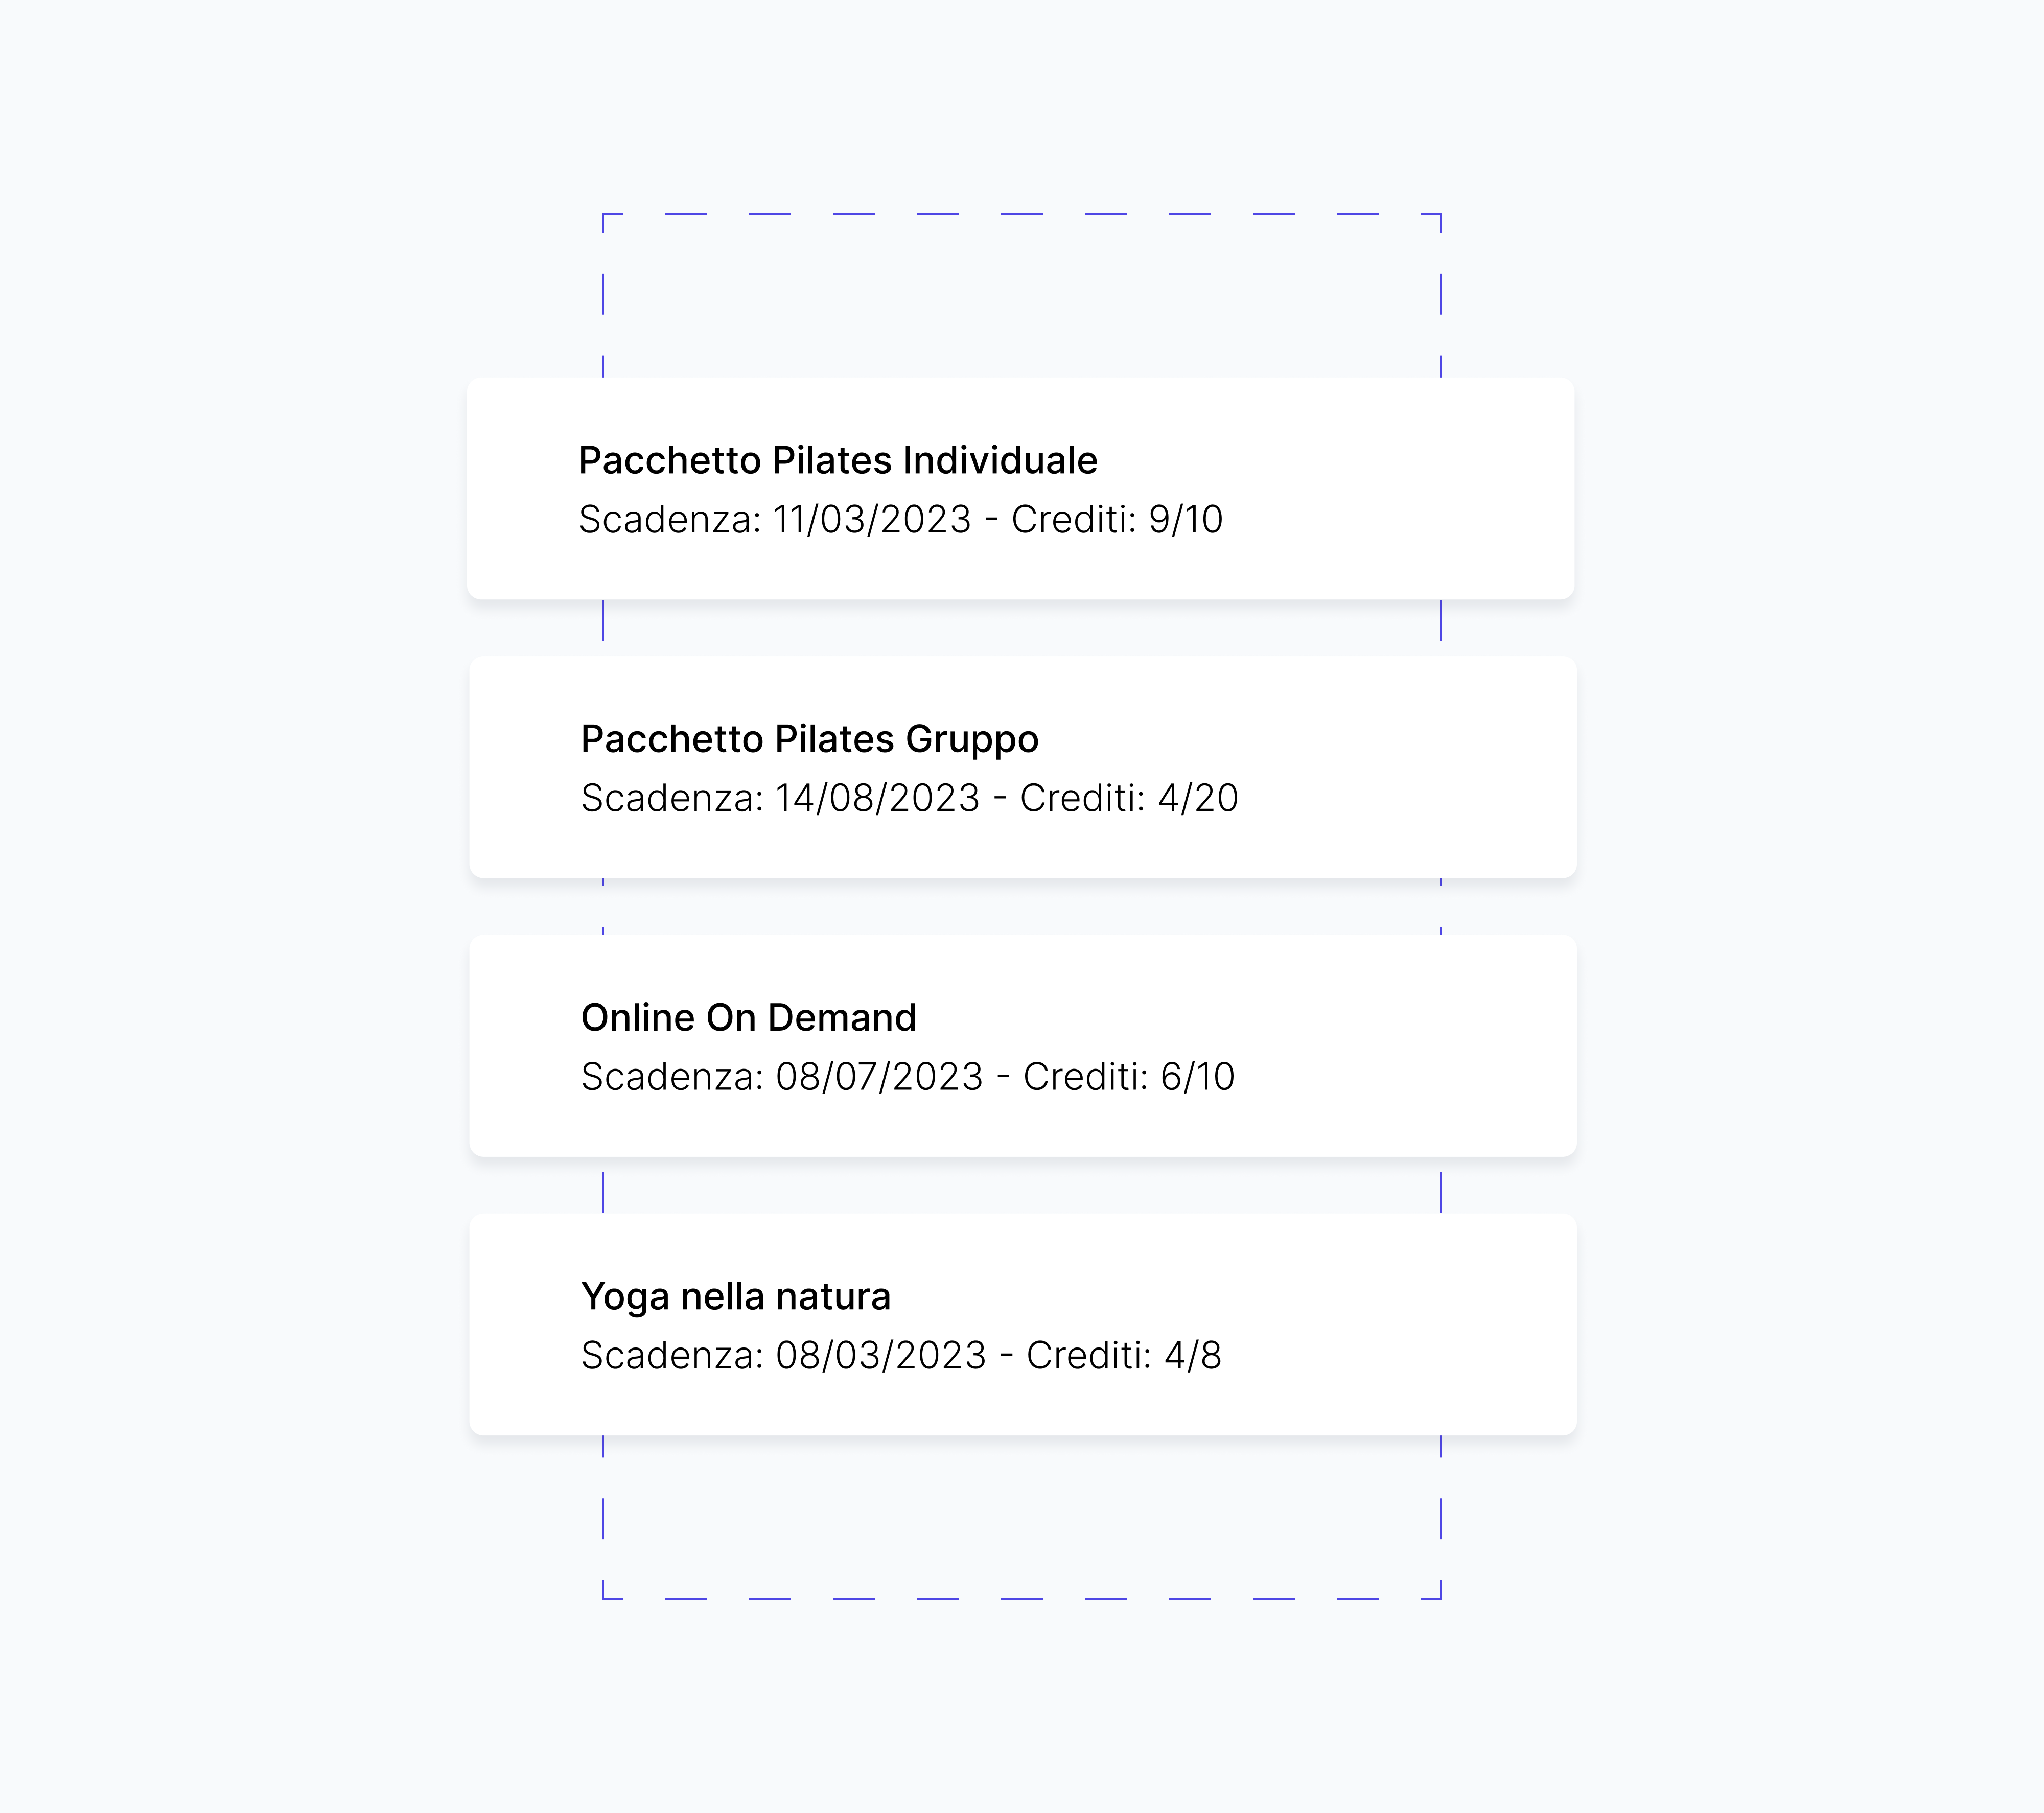 Pacchetto Pilates Individuale
Scadenza: 11/03/2023 - Crediti: 9/10
Pacchetto Pilates Gruppo
Scadenza: 14/08/2023 - Crediti: 4/20
Online On Demand
Scadenza: 08/07/2023 - Crediti: 6/10
Yoga nella natura
Scadenza: 08/03/2023 - Crediti: 4/8